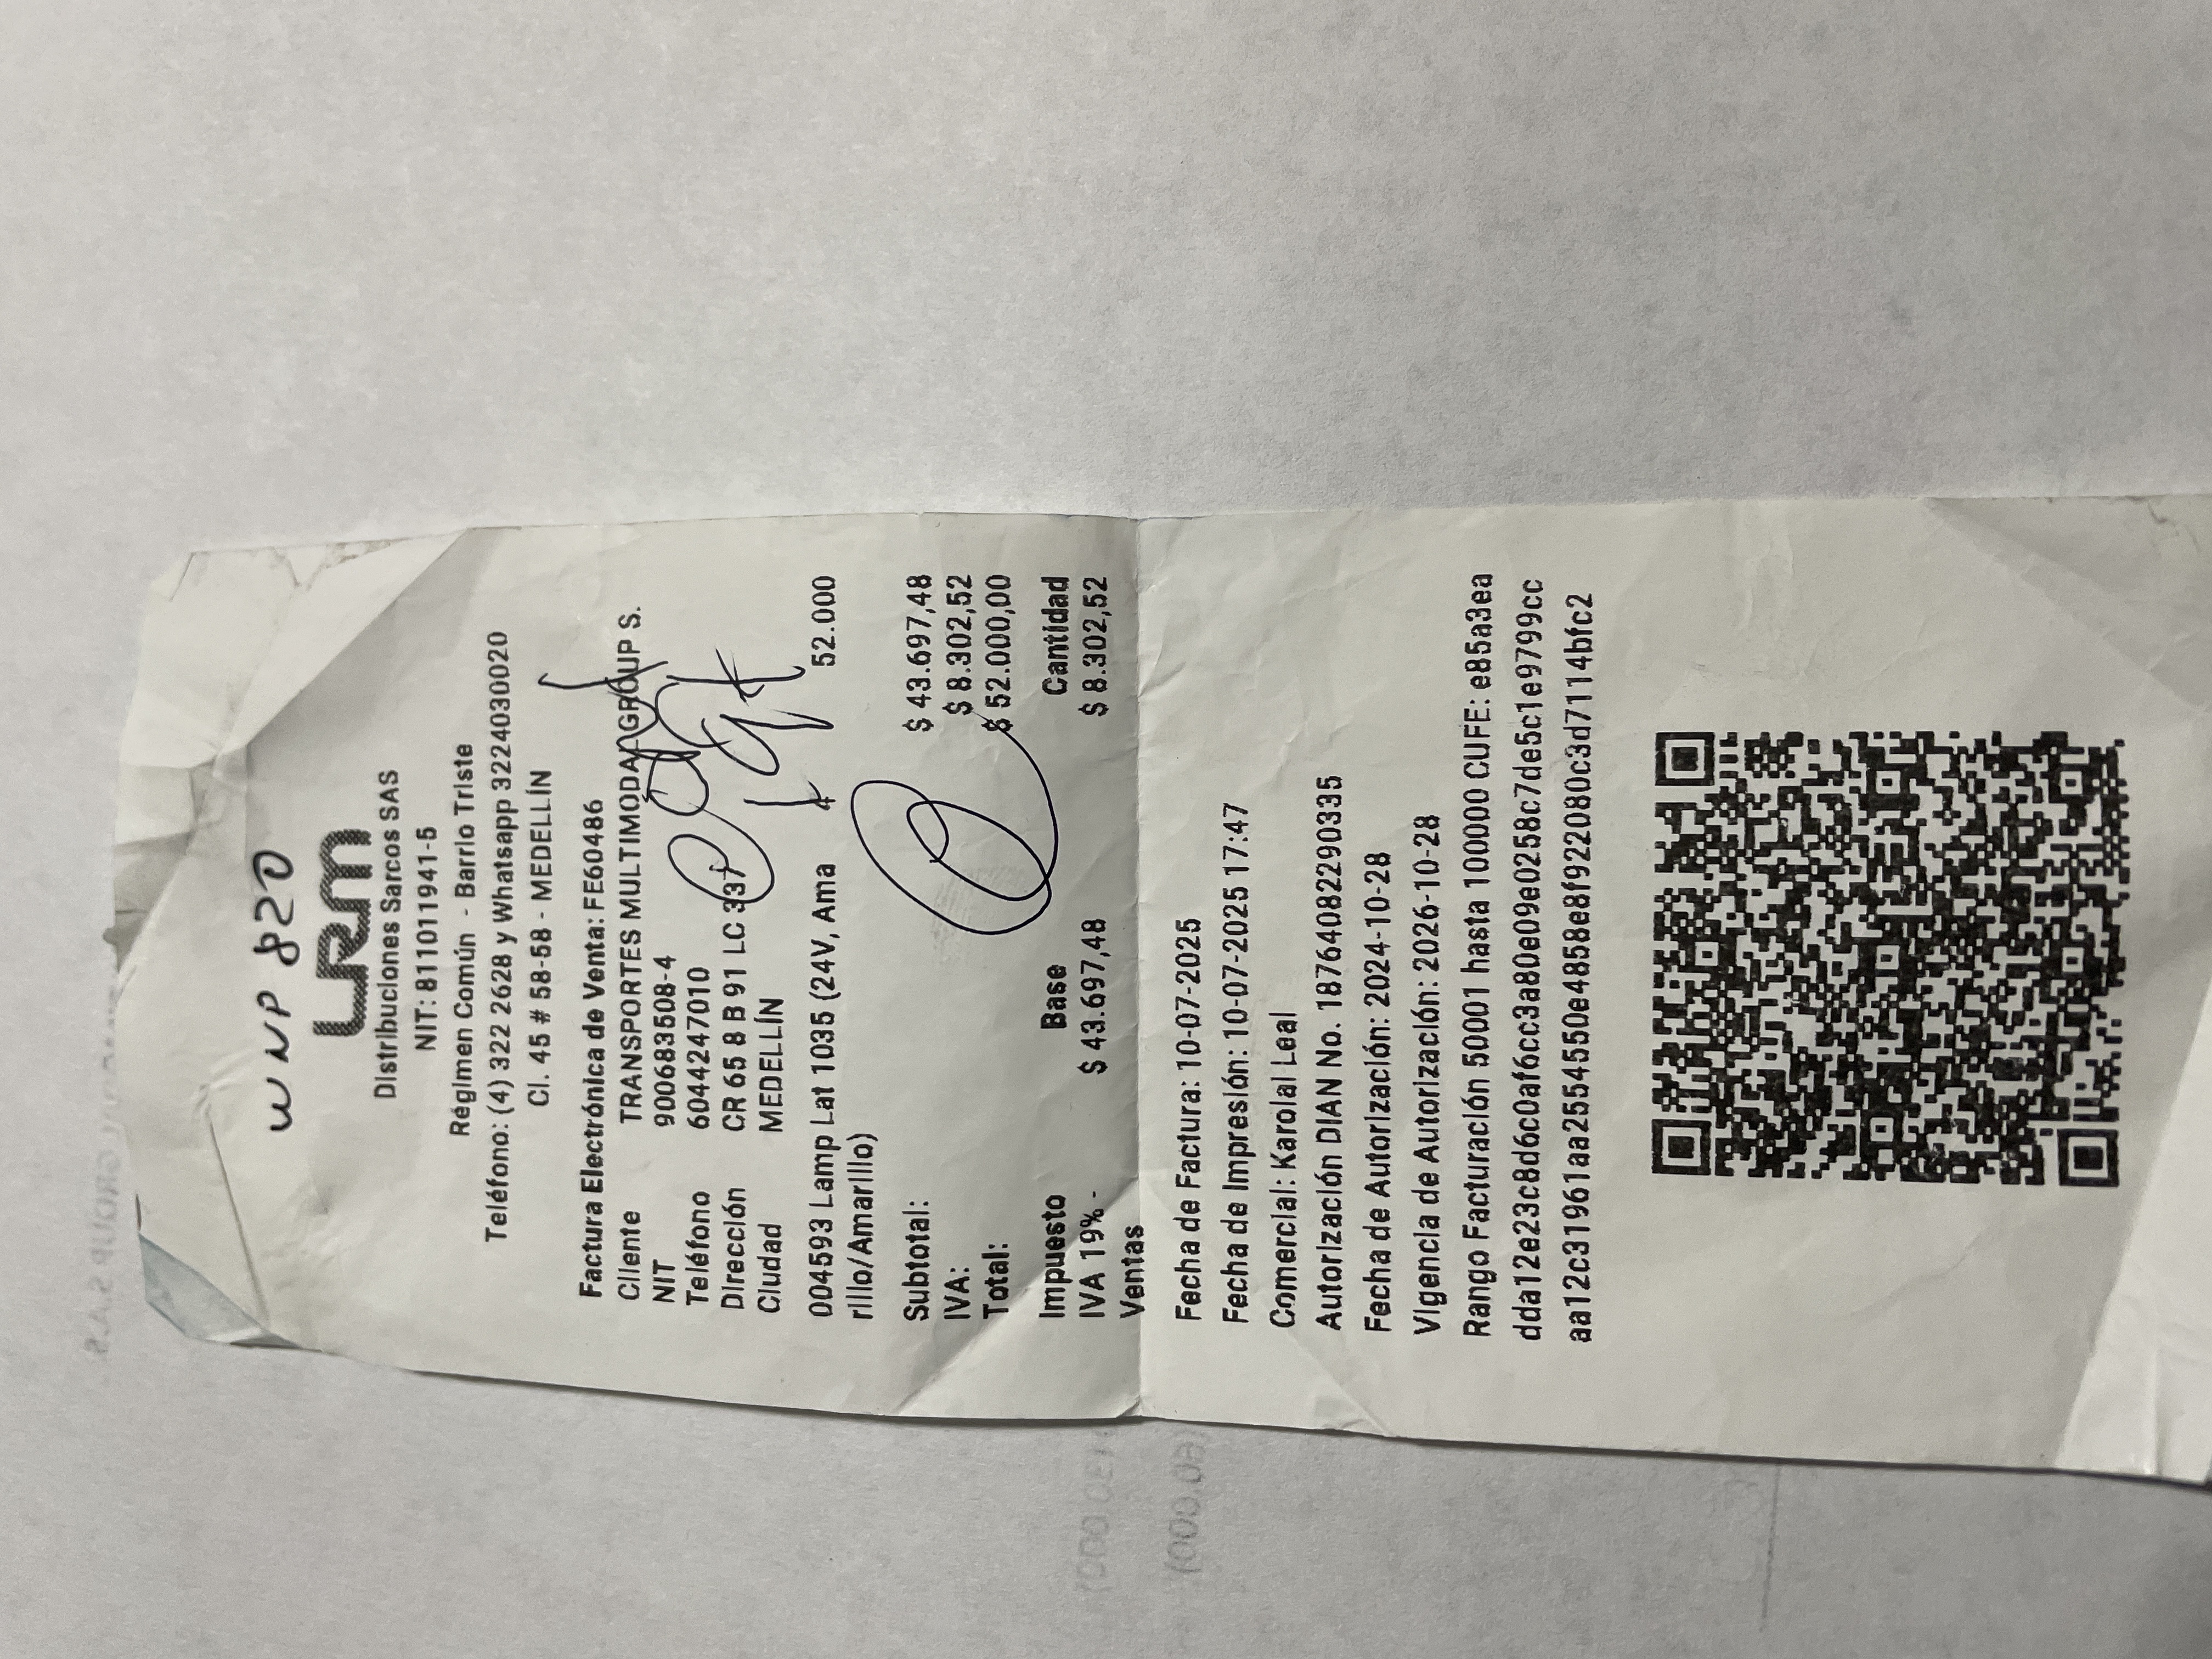 WNP 820
LRM
Distribuciones Sarcos SAS
NIT: 811011941-5
Régimen Común - Barrio Triste
Teléfono: (4) 322 2628 y Whatsapp 3224030020
Cl. 45 # 58-58 - MEDELLÍN
Factura Electrónica de Venta: FE60486
Cliente TRANSPORTES MULTIMODAL GROUP S.
NIT 900683508-4
Teléfono 6044247010
Dirección CR 65 8 B 91 LC 337
Ciudad MEDELLÍN
004593 Lamp Lat 1035 (24V, Ama 4 52.000
rillo/Amarillo)
Subtotal: $ 43.697,48
IVA: $ 8.302,52
Total: $ 52.000,00
Impuesto Base Cantidad
IVA 19% - $ 43.697,48 $ 8.302,52
Ventas
Fecha de Factura: 10-07-2025
Fecha de Impresión: 10-07-2025 17:47
Comercial: Karolal Leal
Autorización DIAN No. 18764082290335
Fecha de Autorización: 2024-10-28
Vigencia de Autorización: 2026-10-28
Rango Facturación 50001 hasta 100000 CUFE: e85a3ea
dda12e23c8d6c0af6cc3a80e09e0258c7de5c1e9799cc
aa12c31961aa2554550e4858e8f922080c3d7114bfc2